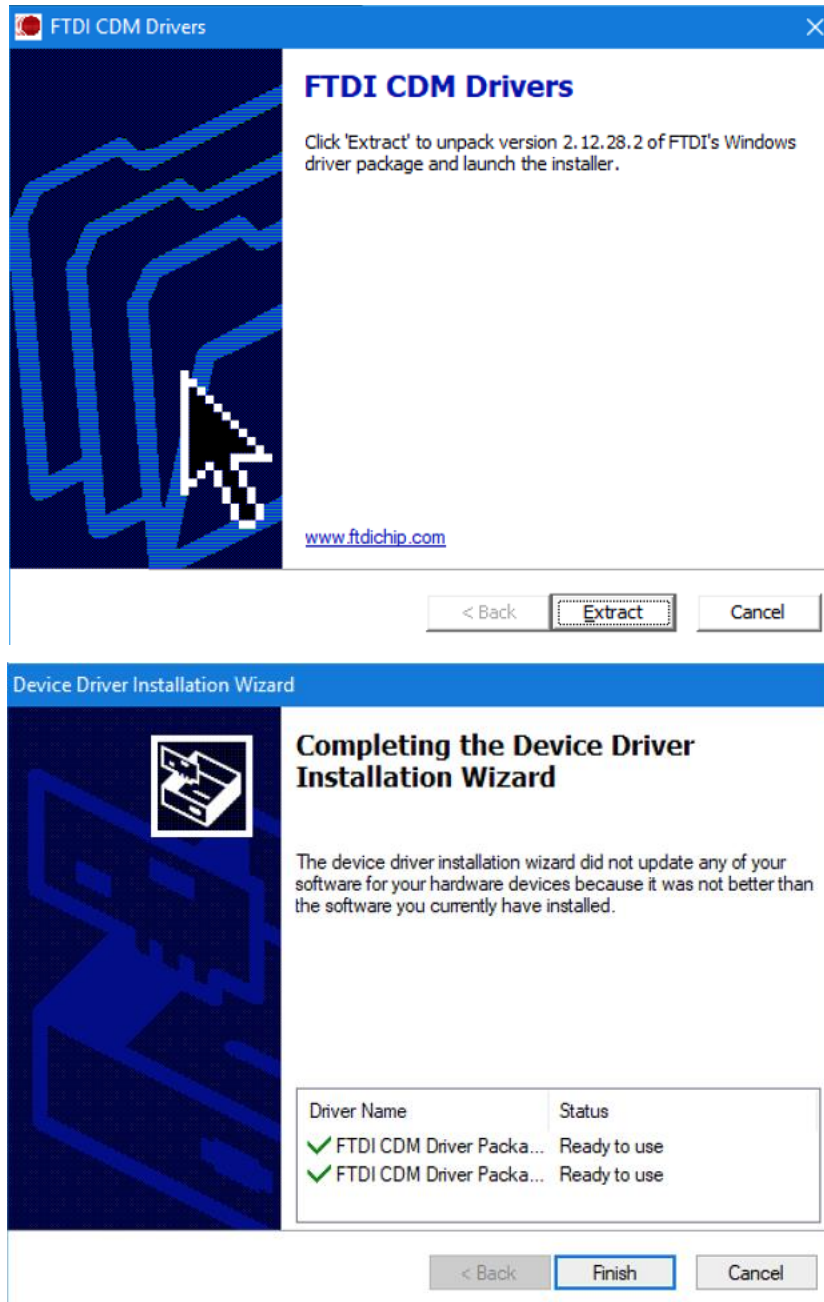 FTDI CDM Drivers
FTDI CDM Drivers
Click 'Extract' to unpack version 2.12.28.2 of FTDI's Windows
driver package and launch the installer.
www.ftdichip.com
< Back Extract Cancel
Device Driver Installation Wizard
Completing the Device Driver
Installation Wizard
The device driver installation wizard did not update any of your
software for your hardware devices because it was not better than
the software you currently have installed.
Driver Name Status
FTDI CDM Driver Packa... Ready to use
FTDI CDM Driver Packa... Ready to use
< Back Finish Cancel